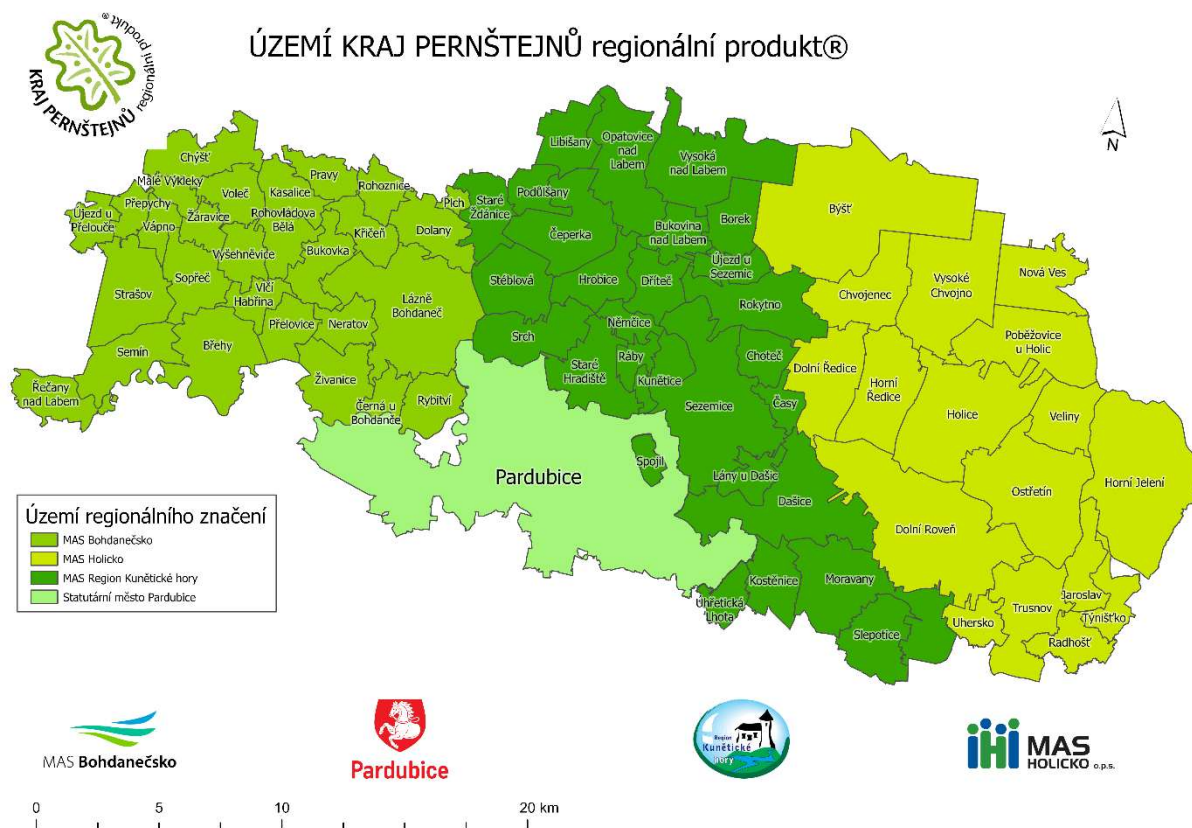 ÚZEMÍ KRAJ PERNŠTEJNŮ regionální produkt®
KRAJ PERNŠTEJNŮ regionální produkt®
N
Libišany
Opatovice
nad
Labem
Vysoká
nad Labem
Chýšť
Malé Výkleky
Voleč
Pravy
Kasalice
Rohoznice
Plch
Staré
Ždánice
Podůlšany
Přepychy
Újezd u
Přelouče
Vápno
Žáravice
Rohovládova
Bělá
Křičeň
Dolany
Čeperka
Bukovina
nad Labem
Borek
Býšť
Vyšehněvice
Bukovka
Újezd u
Sezemic
Nová Ves
Strašov
Sopřeč
Vlčí
Habřina
Lázně
Bohdaneč
Stéblová
Hrobice
Dříteč
Rokytno
Chvojenec
Vysoké
Chvojno
Přelovice
Neratov
Němčice
Srch
Semín
Břehy
Ráby
Choteč
Poběžovice
u Holic
Staré
Hradiště
Kunětice
Dolní Ředice
Horní
Ředice
Řečany
nad Labem
Živanice
Černá u
Bohdanče
Rybitví
Sezemice
Časy
Holice
Veliny
Pardubice
Spojil
Lány u Dašic
Dašice
Ostřetín
Horní Jelení
Dolní Roveň
Kostěnice
Moravany
Úhřetická
Lhota
Slepotice
Uhersko
Trusnov
Jaroslav
Týnišťko
Radhošť
Území regionálního značení
MAS Bohdanečsko
MAS Holicko
MAS Region Kunětické hory
Statutární město Pardubice
MAS Bohdanečsko
Pardubice
Region
Kunětické
hory
MAS
HOLICKO o.p.s.
0 5 10 20 km